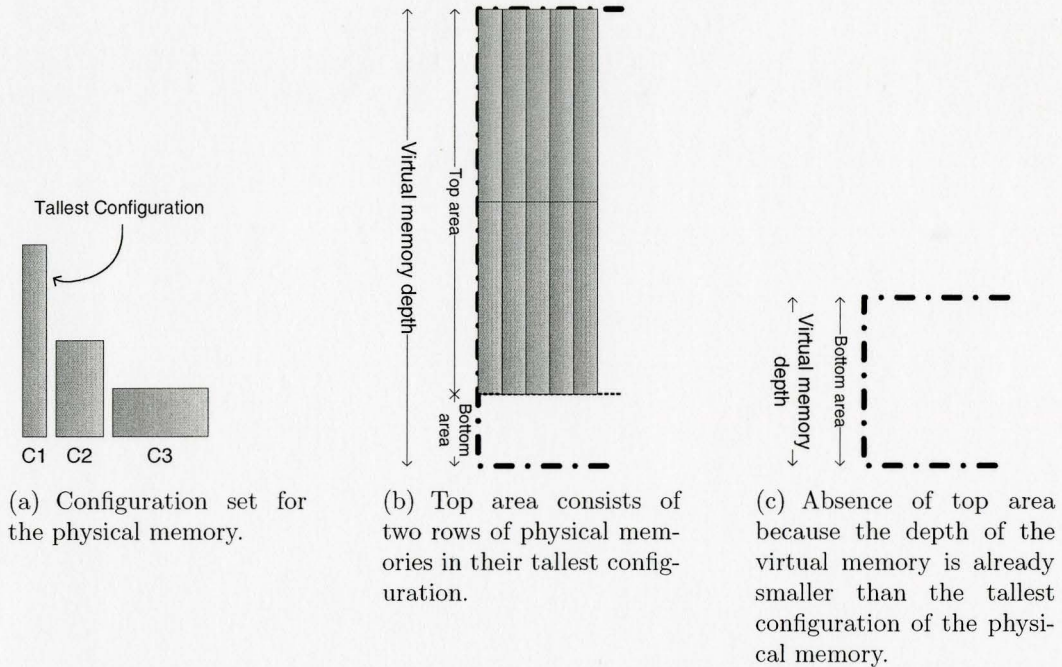 Tallest Configuration
C1 C2 C3
(a) Configuration set for
the physical memory.
Virtual memory depth
Top area
Bottom
area
(b) Top area consists of
two rows of physical mem-
ories in their tallest config-
uration.
Virtual memory
depth
Bottom area
(c) Absence of top area
because the depth of the
virtual memory is already
smaller than the tallest
configuration of the physi-
cal memory.